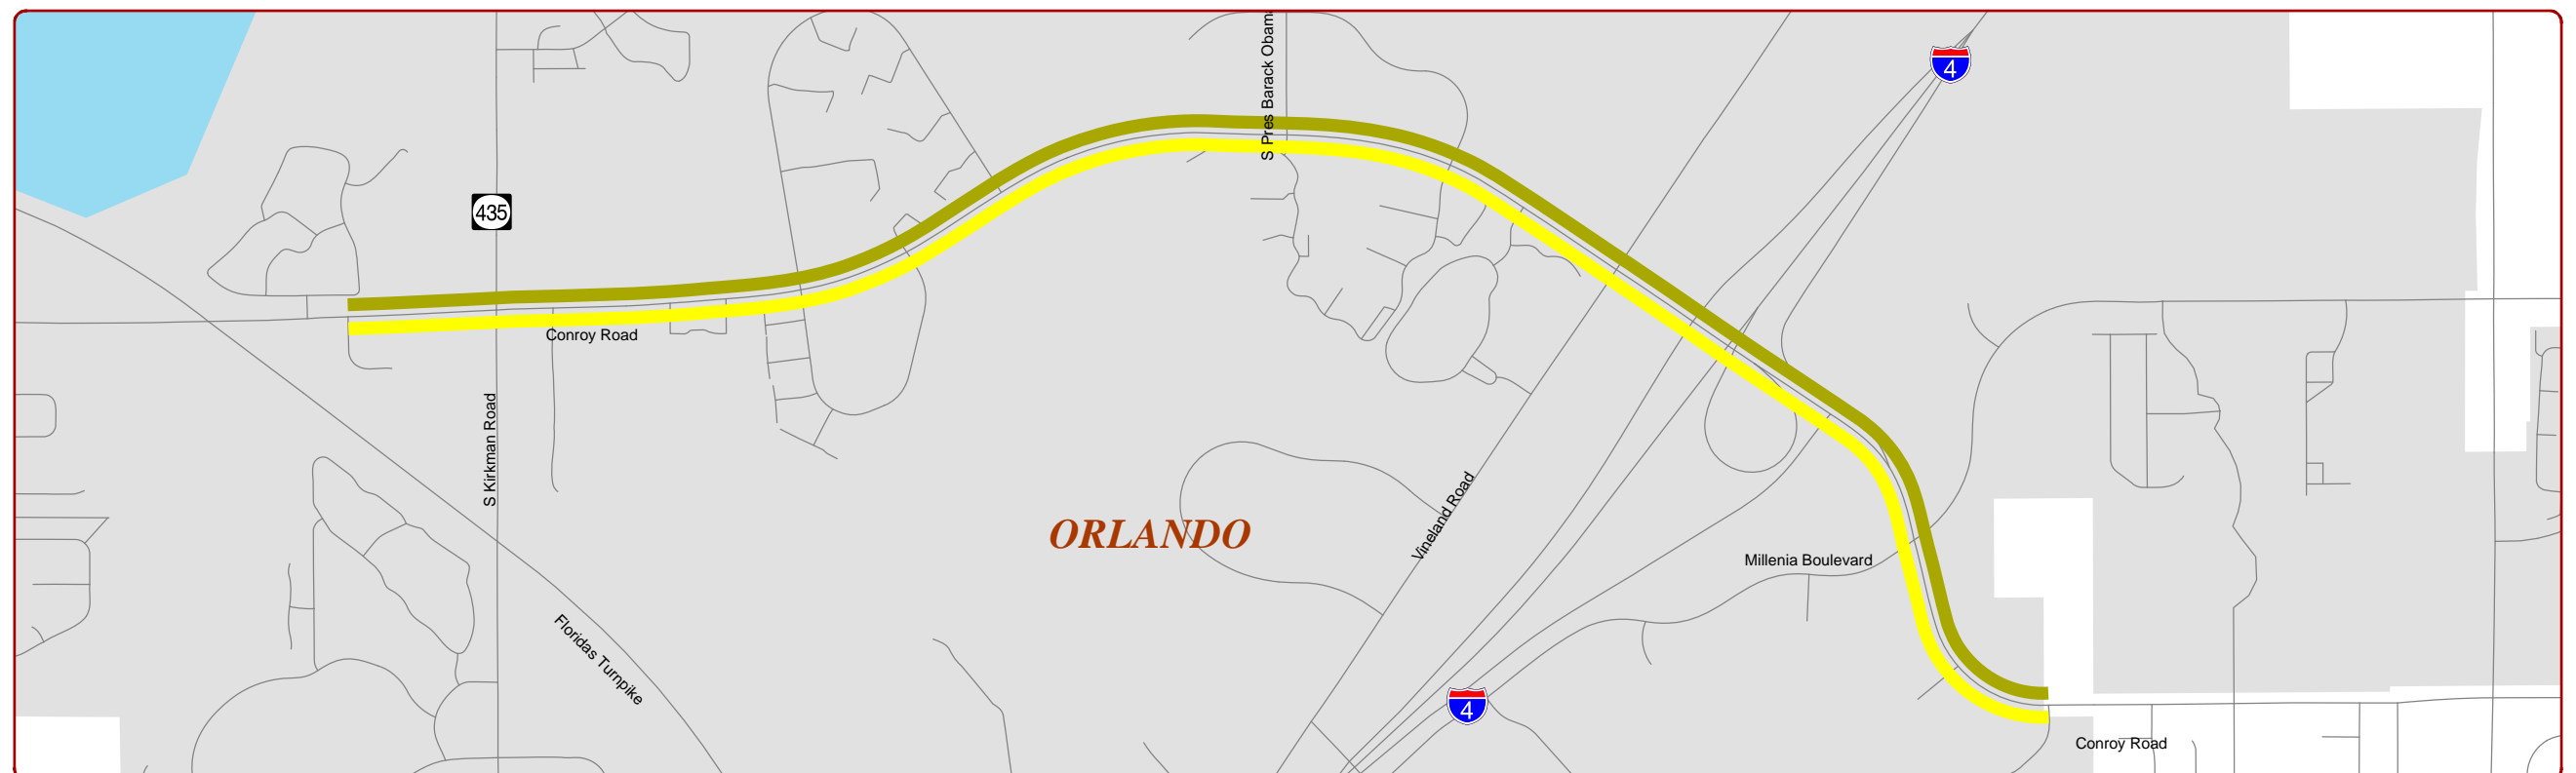 S Pres Barack Obama
4
435
Conroy Road
S Kirkman Road
Vineland Road
ORLANDO
Millenia Boulevard
Floridas Turnpike
4
Conroy Road